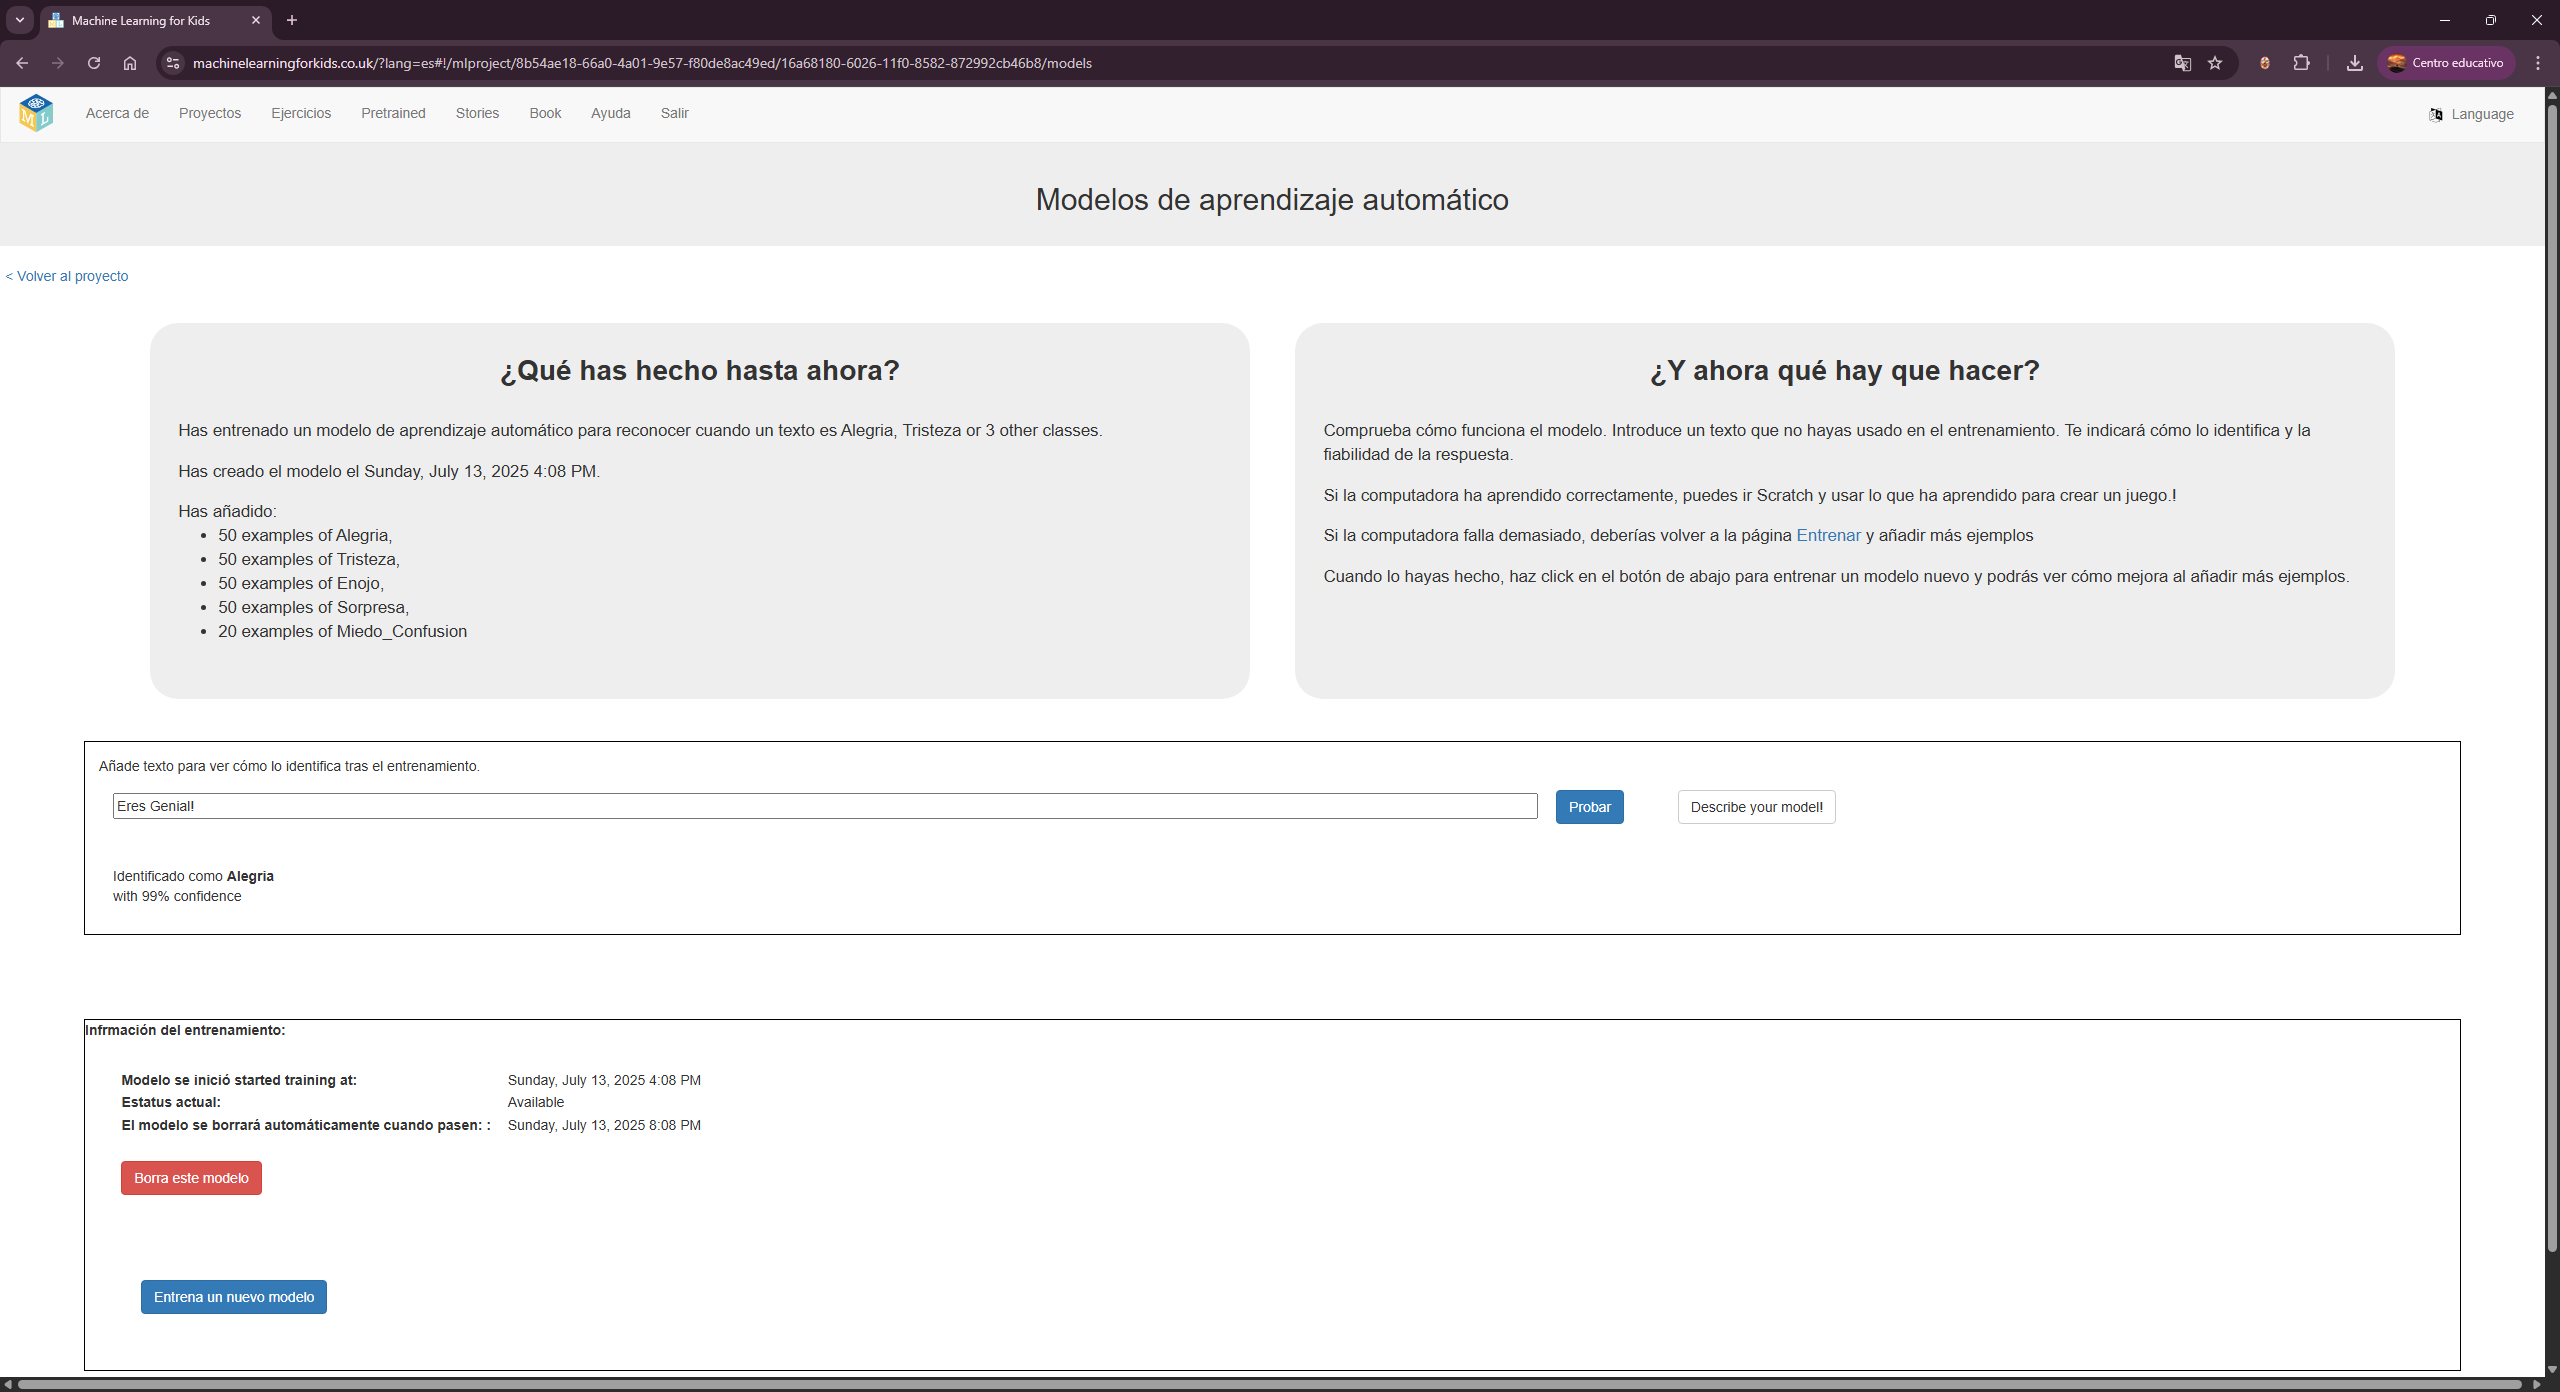 Machine Learning for Kids
machinelearningforkids.co.uk/?lang=es#!/mlproject/8b54ae18-66a0-4a01-9e57-f80de8ac49ed/16a68180-6026-11f0-8582-872992cb46b8/models
Centro educativo
M L
Acerca de
Proyectos
Ejercicios
Pretrained
Stories
Book
Ayuda
Salir
Language
Modelos de aprendizaje automático
< Volver al proyecto
¿Qué has hecho hasta ahora?
Has entrenado un modelo de aprendizaje automático para reconocer cuando un texto es Alegria, Tristeza or 3 other classes.
Has creado el modelo el Sunday, July 13, 2025 4:08 PM.
Has añadido:
• 50 examples of Alegria,
• 50 examples of Tristeza,
• 50 examples of Enojo,
• 50 examples of Sorpresa,
• 20 examples of Miedo_Confusion
¿Y ahora qué hay que hacer?
Comprueba cómo funciona el modelo. Introduce un texto que no hayas usado en el entrenamiento. Te indicará cómo lo identifica y la
fiabilidad de la respuesta.
Si la computadora ha aprendido correctamente, puedes ir Scratch y usar lo que ha aprendido para crear un juego.!
Si la computadora falla demasiado, deberías volver a la página Entrenar y añadir más ejemplos
Cuando lo hayas hecho, haz click en el botón de abajo para entrenar un modelo nuevo y podrás ver cómo mejora al añadir más ejemplos.
Añade texto para ver cómo lo identifica tras el entrenamiento.
Eres Genial!
Probar
Describe your model!
Identificado como Alegria
with 99% confidence
Infrmación del entrenamiento:
Modelo se inició started training at: Sunday, July 13, 2025 4:08 PM
Estatus actual: Available
El modelo se borrará automáticamente cuando pasen: : Sunday, July 13, 2025 8:08 PM
Borra este modelo
Entrena un nuevo modelo